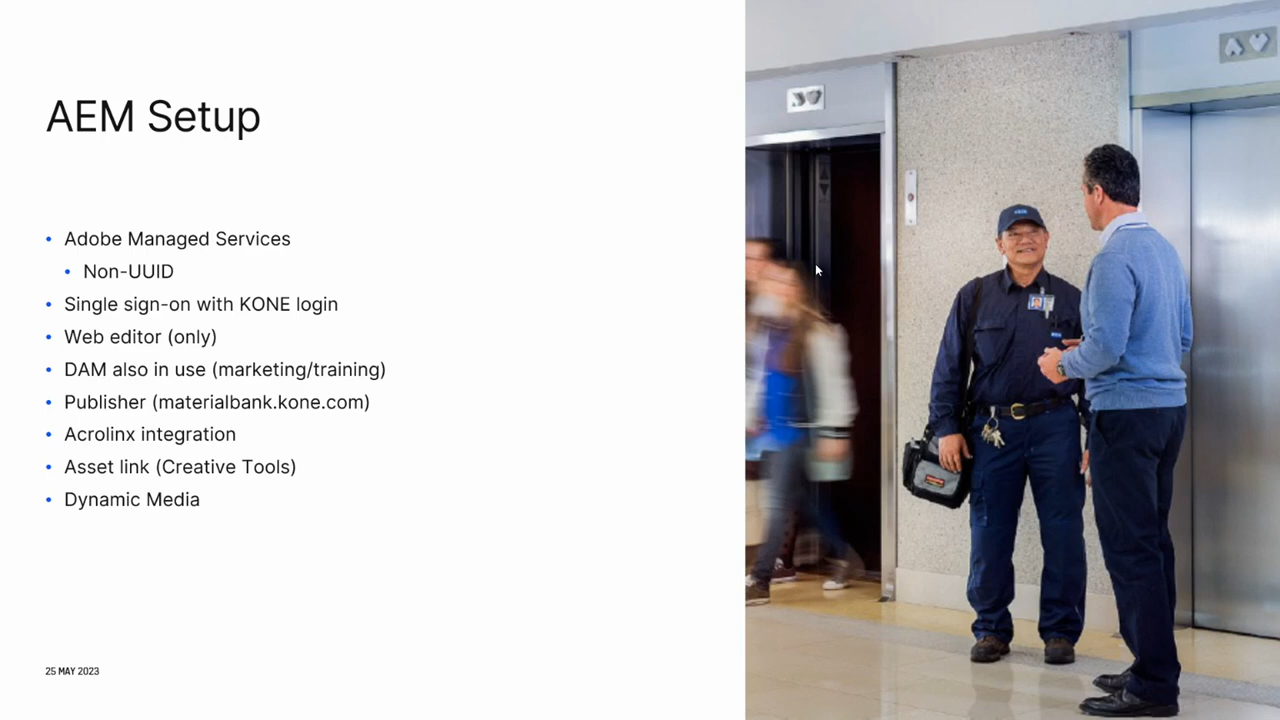 AEM Setup
Adobe Managed Services
Non-UUID
Single sign-on with KONE login
Web editor (only)
DAM also in use (marketing/training)
Publisher (materialbank.kone.com)
Acrolinx integration
Asset link (Creative Tools)
Dynamic Media
25 MAY 2023